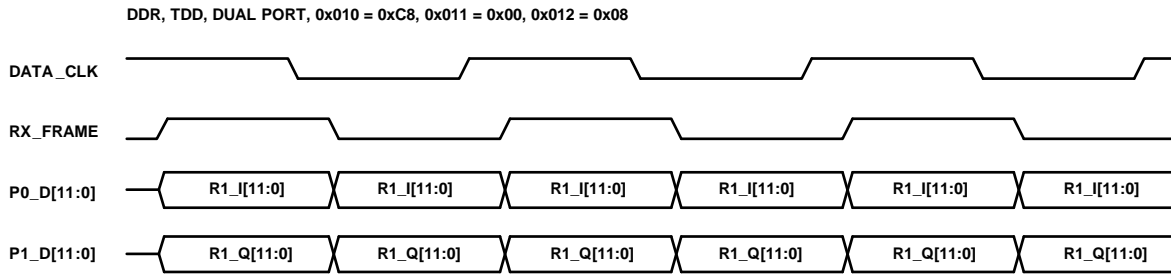 DDR, TDD, DUAL PORT, 0x010 = 0xC8, 0x011 = 0x00, 0x012 = 0x08
DATA_CLK
RX_FRAME
P0_D[11:0] R1_I[11:0] R1_I[11:0] R1_I[11:0] R1_I[11:0] R1_I[11:0] R1_I[11:0]
P1_D[11:0] R1_Q[11:0] R1_Q[11:0] R1_Q[11:0] R1_Q[11:0] R1_Q[11:0] R1_Q[11:0]